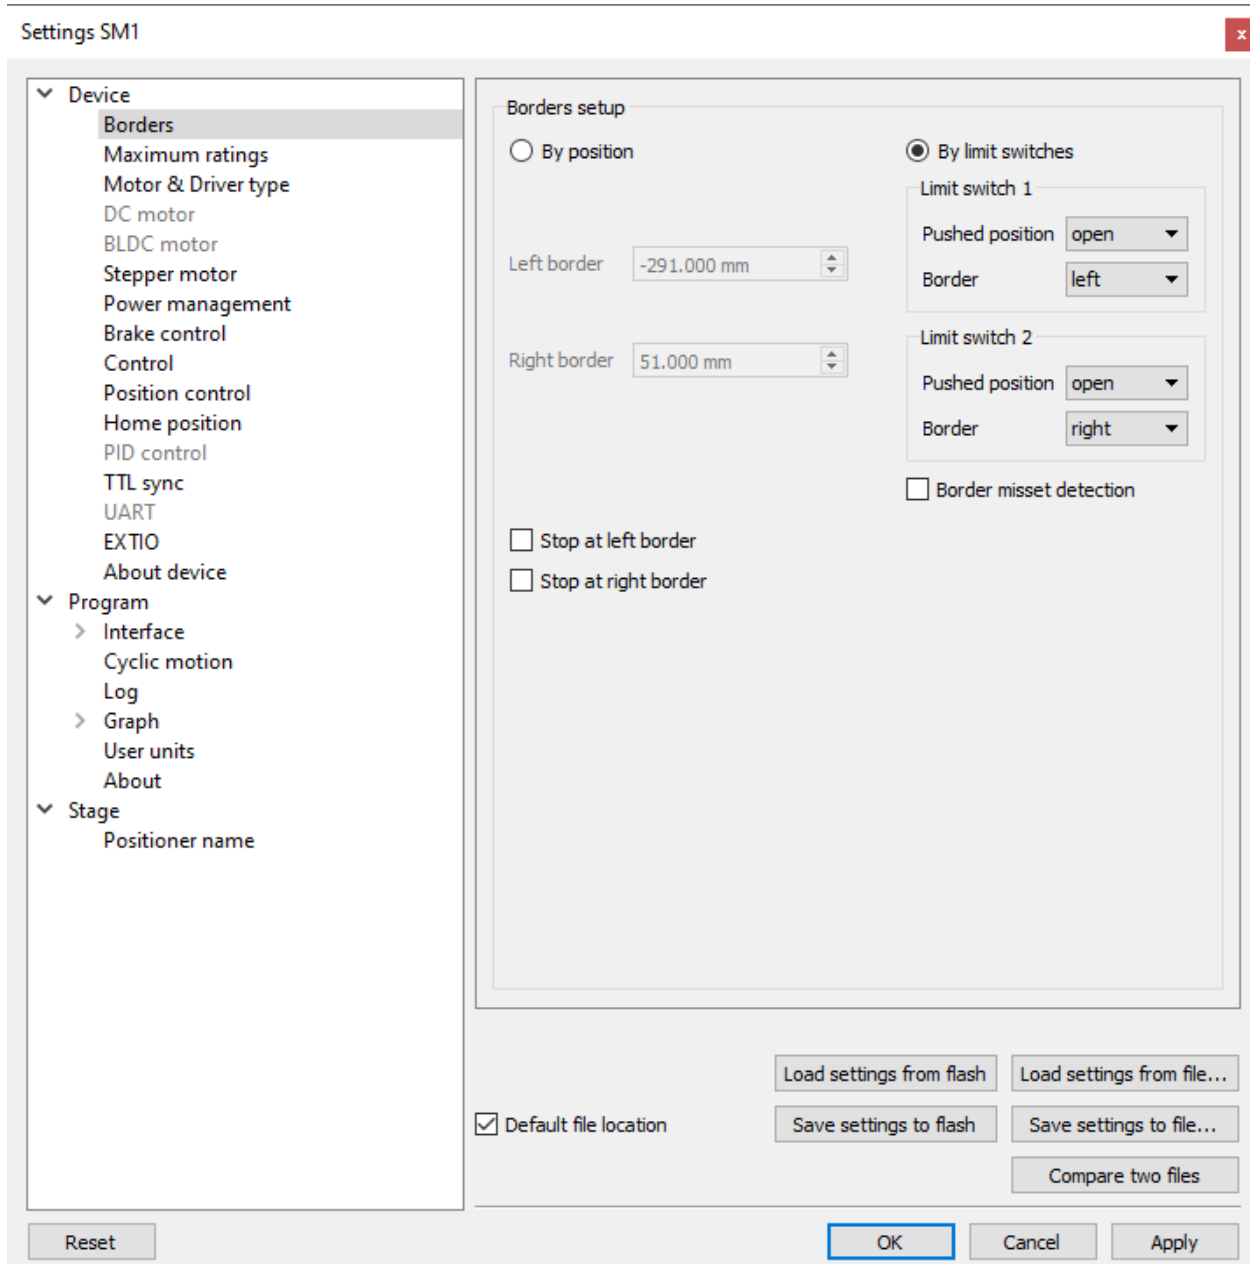 Settings SM1
x
Device
Borders
Maximum ratings
Motor & Driver type
DC motor
BLDC motor
Stepper motor
Power management
Brake control
Control
Position control
Home position
PID control
TTL sync
UART
EXTIO
About device
Program
Interface
Cyclic motion
Log
Graph
User units
About
Stage
Positioner name
Borders setup
By position
Left border -291.000 mm
Right border 51.000 mm
By limit switches
Limit switch 1
Pushed position open
Border left
Limit switch 2
Pushed position open
Border right
Border misset detection
Stop at left border
Stop at right border
Load settings from flash Load settings from file...
Default file location Save settings to flash Save settings to file...
Compare two files
Reset OK Cancel Apply